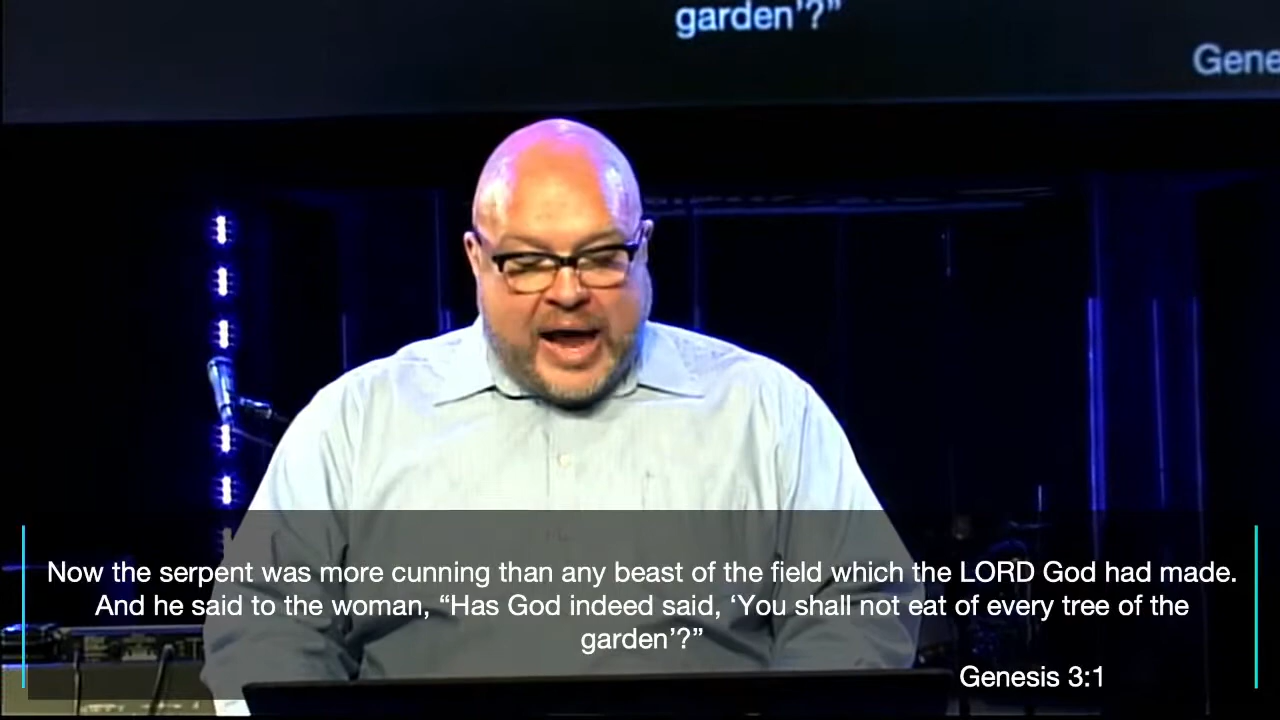 garden’?”
Gene
Now the serpent was more cunning than any beast of the field which the LORD God had made.
And he said to the woman, “Has God indeed said, ‘You shall not eat of every tree of the
garden’?”
Genesis 3:1